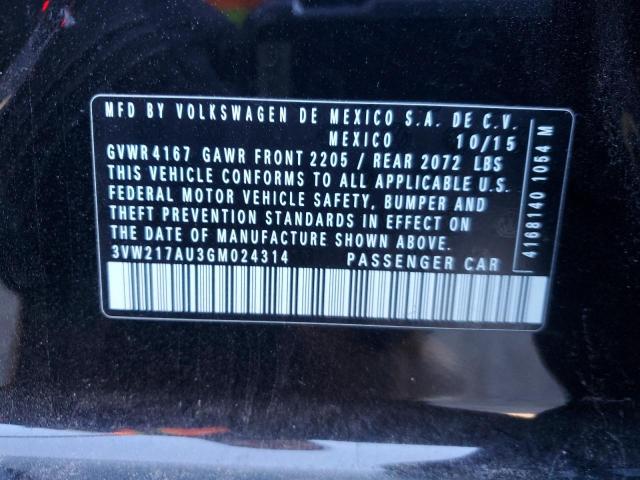 MFD BY VOLKSWAGEN DE MEXICO S.A. DE C.V.
MEXICO 10/15
GVWR 4167 GAWR FRONT 2205 / REAR 2072 LBS
THIS VEHICLE CONFORMS TO ALL APPLICABLE U.S.
FEDERAL MOTOR VEHICLE SAFETY, BUMPER AND
THEFT PREVENTION STANDARDS IN EFFECT ON
THE DATE OF MANUFACTURE SHOWN ABOVE.
3VW217AU3GM024314 PASSENGER CAR
4168140 1054 M